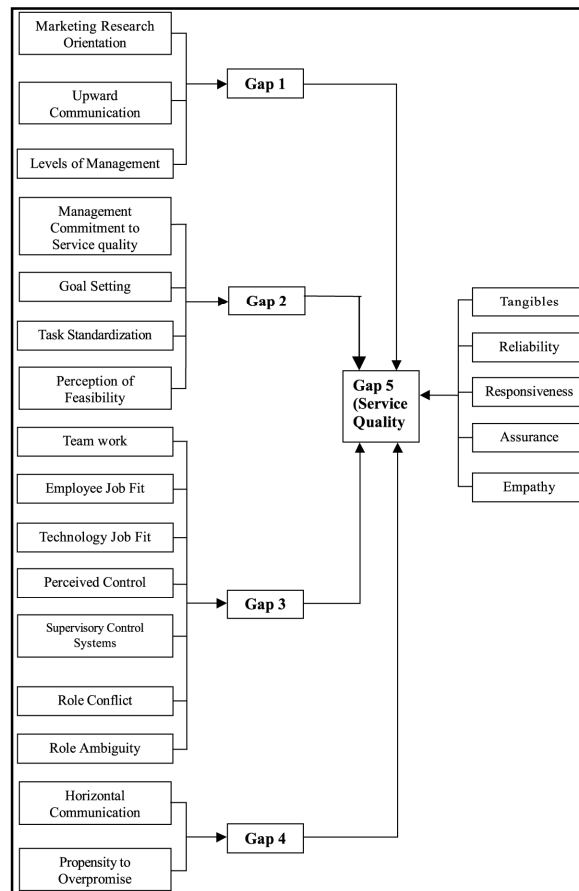 Marketing Research
Orientation
Upward
Communication
Levels of Management
Gap 1
Management
Commitment to
Service quality
Goal Setting
Task Standardization
Perception of
Feasibility
Gap 2
Team work
Employee Job Fit
Technology Job Fit
Perceived Control
Supervisory Control
Systems
Role Conflict
Role Ambiguity
Gap 3
Horizontal
Communication
Propensity to
Overpromise
Gap 4
Gap 5
(Service
Quality
Tangibles
Reliability
Responsiveness
Assurance
Empathy